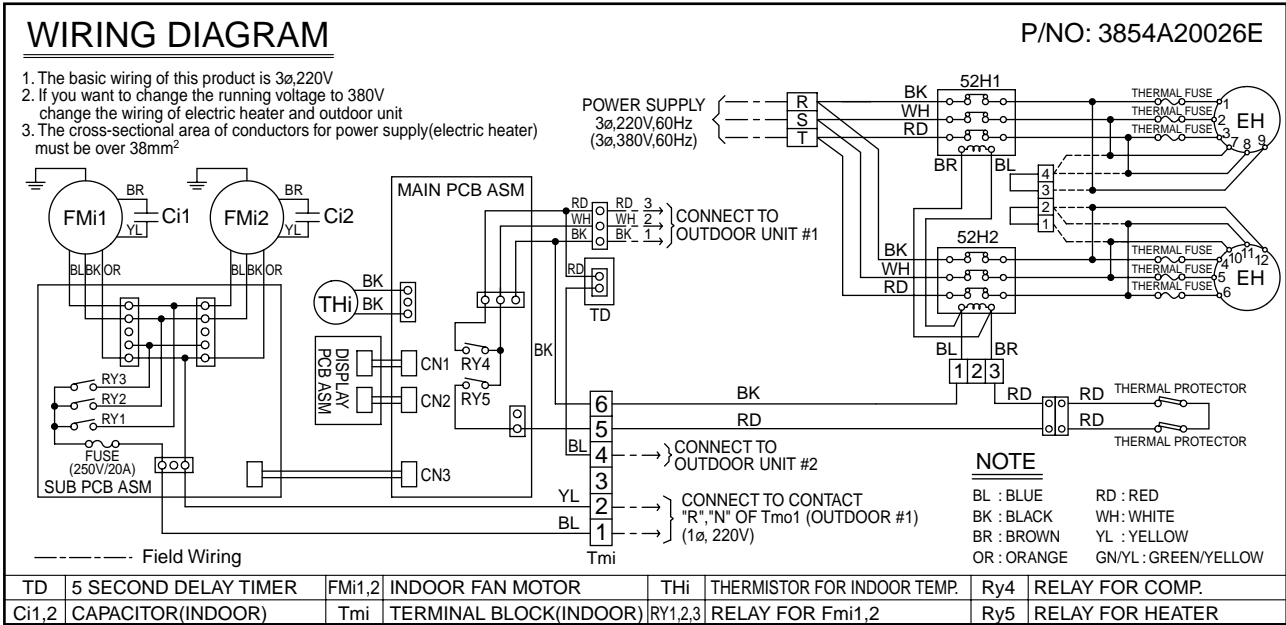 WIRING DIAGRAM
P/NO: 3854A20026E
1. The basic wiring of this product is 3ø,220V
2. If you want to change the running voltage to 380V
change the wiring of electric heater and outdoor unit
3. The cross-sectional area of conductors for power supply(electric heater)
must be over 38mm²
POWER SUPPLY
3ø,220V,60Hz
(3ø,380V,60Hz)
R
S
T
BK
WH
RD
52H1
BR
BL
THERMAL FUSE
THERMAL FUSE
THERMAL FUSE
1
2
3
7
8
9
EH
4
3
2
1
BK
WH
RD
52H2
BL
BR
THERMAL FUSE
THERMAL FUSE
THERMAL FUSE
4
5
6
10
11
12
EH
1 2 3
FMi1
BR
YL
Ci1
FMi2
BR
YL
Ci2
BL BK OR
BL BK OR
RY3
RY2
RY1
FUSE
(250V/20A)
SUB PCB ASM
MAIN PCB ASM
THi
BK
BK
DISPLAY
PCB ASM
CN1
CN2
CN3
RY4
RY5
RD RD 3
WH WH 2
BK BK 1
CONNECT TO
OUTDOOR UNIT #1
RD
TD
BK
BL
6
5
4
3
2
1
Tmi
BK
RD
YL
BL
CONNECT TO
OUTDOOR UNIT #2
CONNECT TO CONTACT
"R","N" OF Tmo1 (OUTDOOR #1)
(1ø, 220V)
RD
RD
RD
THERMAL PROTECTOR
THERMAL PROTECTOR
NOTE
BL : BLUE RD : RED
BK : BLACK WH: WHITE
BR : BROWN YL : YELLOW
OR : ORANGE GN/YL : GREEN/YELLOW
Field Wiring
TD 5 SECOND DELAY TIMER FMi1,2 INDOOR FAN MOTOR THi THERMISTOR FOR INDOOR TEMP. Ry4 RELAY FOR COMP.
Ci1,2 CAPACITOR(INDOOR) Tmi TERMINAL BLOCK(INDOOR) RY1,2,3 RELAY FOR Fmi1,2 Ry5 RELAY FOR HEATER